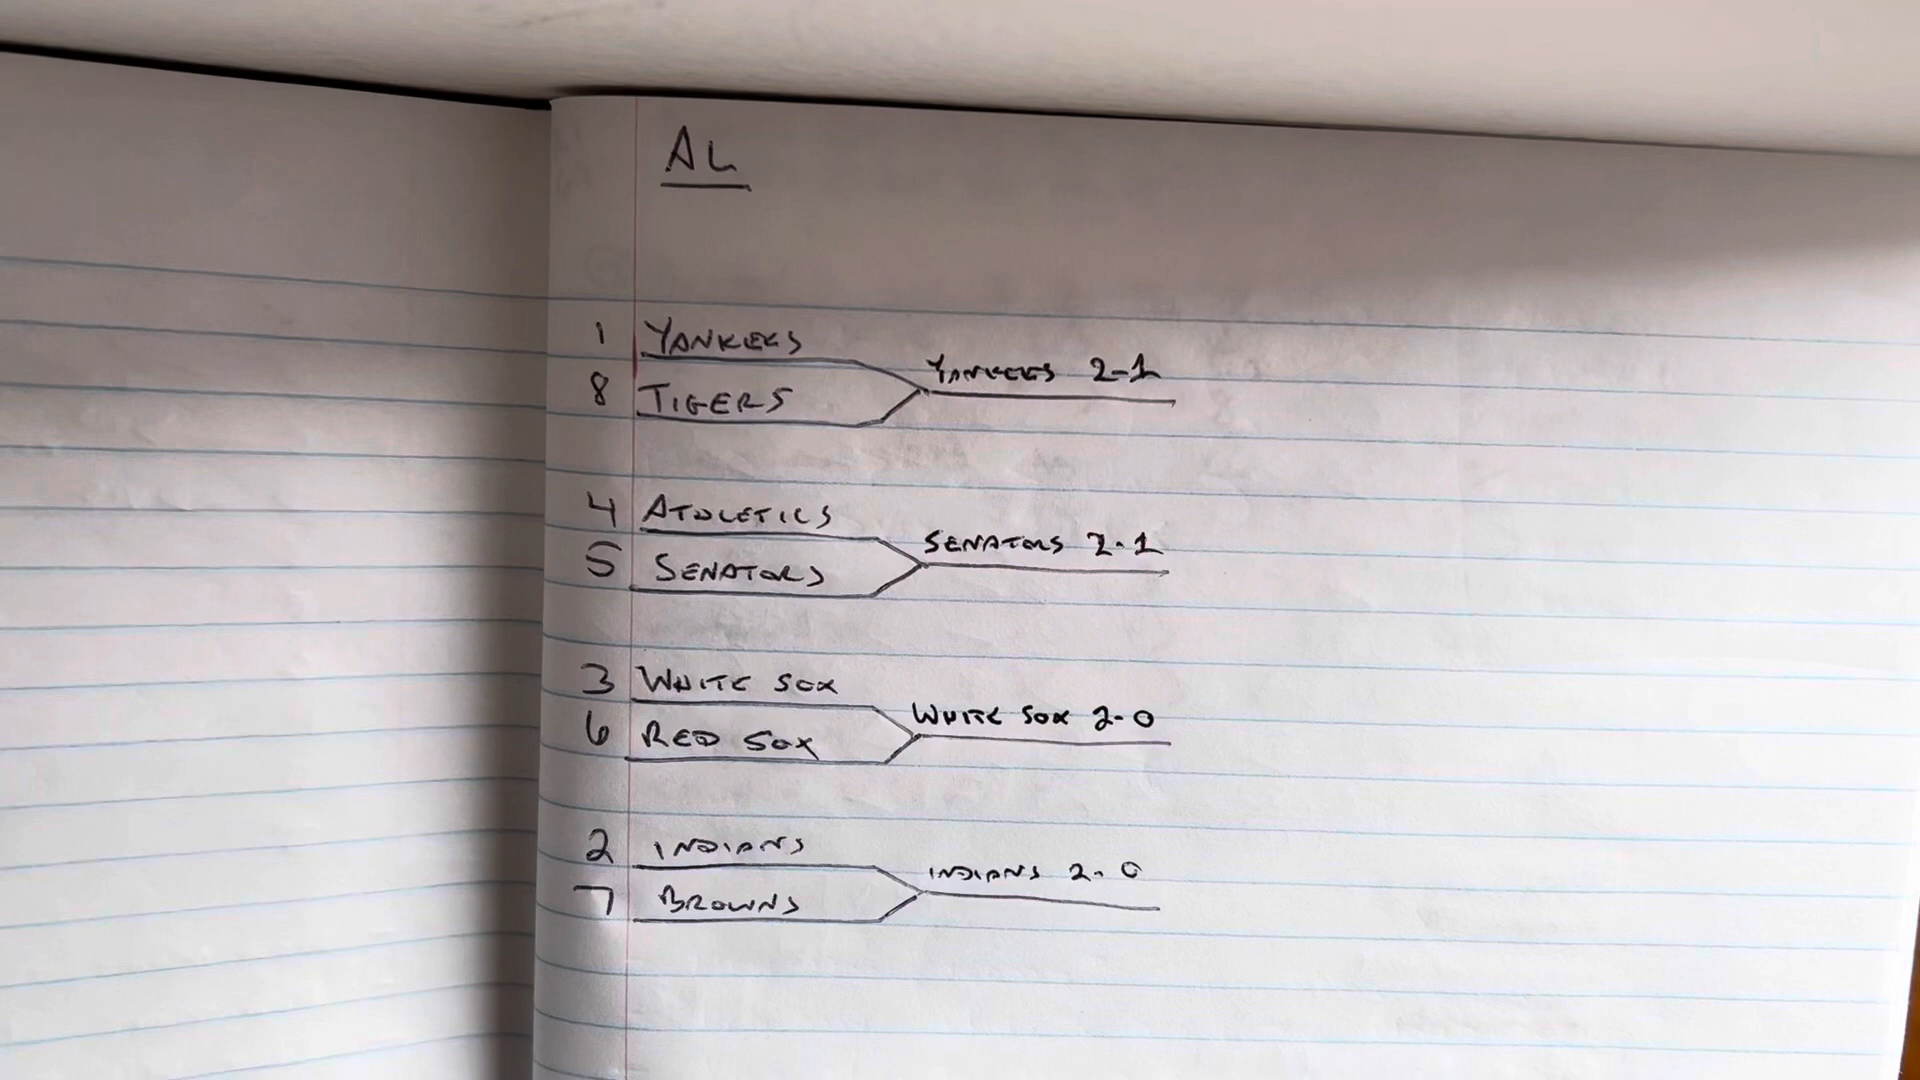 AL
1 YANKEES
YANKEES 2-1
8 TIGERS
4 ATHLETICS
SENATORS 2-1
5 SENATORS
3 WHITE SOX
WHITE SOX 2-0
6 RED SOX
2 INDIANS
INDIANS 2-0
7 BROWNS